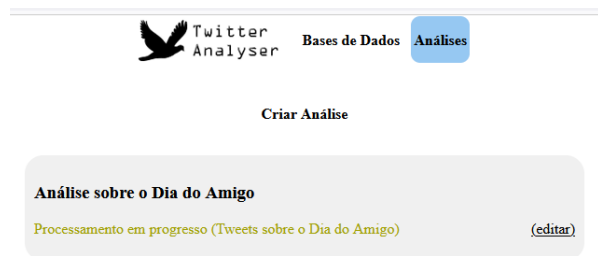 Twitter
Analyser
Bases de Dados Análises
Criar Análise
Análise sobre o Dia do Amigo
Processamento em progresso (Tweets sobre o Dia do Amigo) (editar)